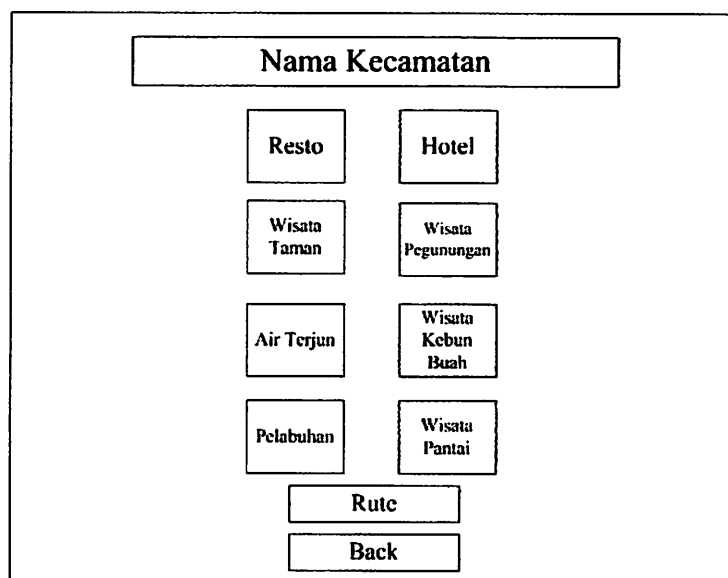 Nama Kecamatan
Resto
Hotel
Wisata
Taman
Wisata
Pegunungan
Air Terjun
Wisata
Kebun
Buah
Pelabuhan
Wisata
Pantai
Rute
Back